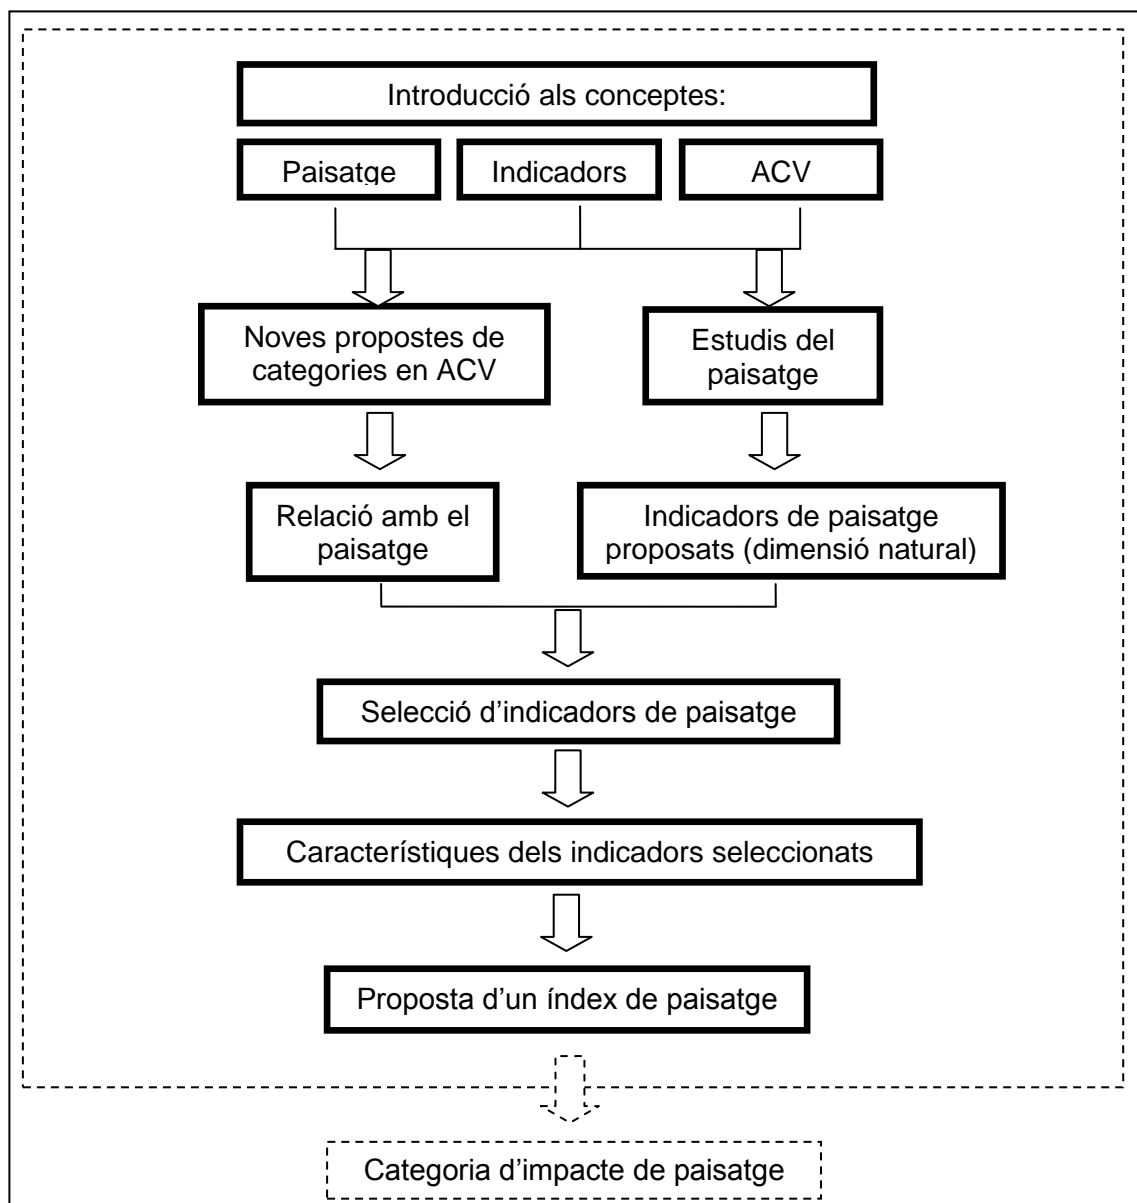 Introducció als conceptes:
Paisatge
Indicadors
ACV
Noves propostes de
categories en ACV
Estudis del
paisatge
Relació amb el
paisatge
Indicadors de paisatge
proposats (dimensió natural)
Selecció d’indicadors de paisatge
Característiques dels indicadors seleccionats
Proposta d’un índex de paisatge
Categoria d’impacte de paisatge